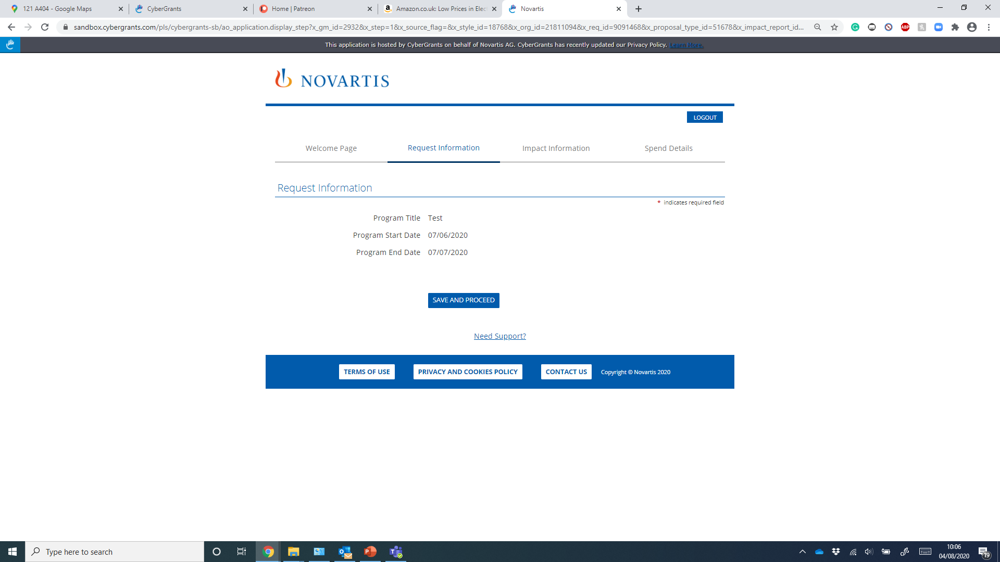 121 A404 - Google Maps
CyberGrants
Home | Patreon
Amazon.co.uk: Low Prices in Elect
Novartis
sandbox.cybergrants.com/pls/cybergrants-sb/ao_application.display_step?x_gm_id=2932&x_step=1&x_source_flag=&x_style_id=18768&x_org_id=21811094&x_req_id=9091468&x_proposal_type_id=51678&x_impact_report_id...
ABP
This application is hosted by CyberGrants on behalf of Novartis AG. CyberGrants has recently updated our Privacy Policy. Learn More.
NOVARTIS
LOGOUT
Welcome Page
Request Information
Impact Information
Spend Details
Request Information
* indicates required field
Program Title Test
Program Start Date 07/06/2020
Program End Date 07/07/2020
SAVE AND PROCEED
Need Support?
TERMS OF USE
PRIVACY AND COOKIES POLICY
CONTACT US
Copyright © Novartis 2020
Type here to search
10:06
04/08/2020
19